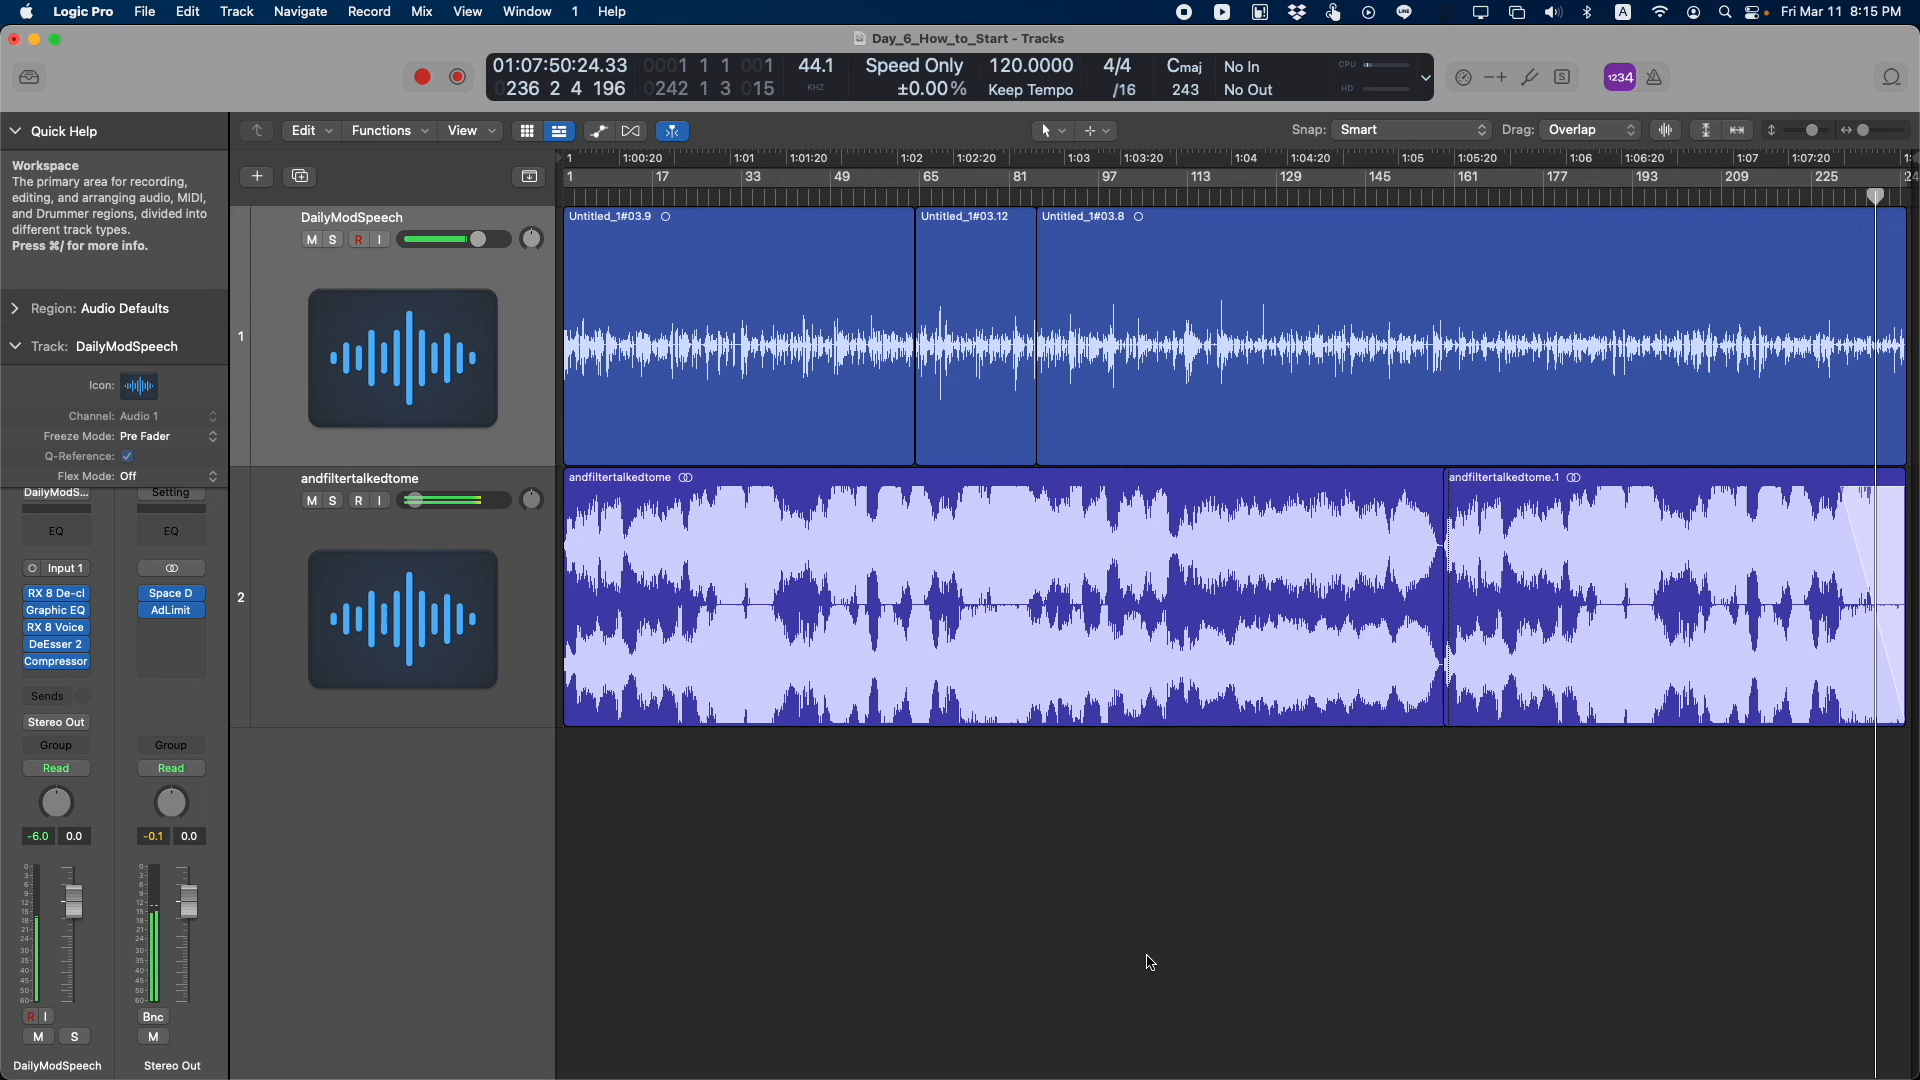 Logic Pro File Edit Track Navigate Record Mix View Window 1 Help
A Fri Mar 11 8:15 PM
Day_6_How_to_Start - Tracks
01:07:50:24.33 0001 1 1 001 44.1 Speed Only 120.0000 4/4 Cmaj No In CPU
236 2 4 196 0242 1 3 015 KHZ ±0.00% Keep Tempo /16 243 No Out HD
S 1234
Quick Help
Workspace
The primary area for recording,
editing, and arranging audio, MIDI,
and Drummer regions, divided into
different track types.
Press ⌘/ for more info.
Region: Audio Defaults
Track: DailyModSpeech
Icon:
Channel: Audio 1
Freeze Mode: Pre Fader
Q-Reference:
Flex Mode: Off
DailyModS... Setting
EQ EQ
Input 1
RX 8 De-cl Space D
Graphic EQ AdLimit
RX 8 Voice
DeEsser 2
Compressor
Sends
Stereo Out
Group Group
Read Read
-6.0 0.0 -0.1 0.0
R I Bnc
M S M
DailyModSpeech Stereo Out
Edit Functions View
Snap: Smart Drag: Overlap
1 1:00:20 1:01 1:01:20 1:02 1:02:20 1:03 1:03:20 1:04 1:04:20 1:05 1:05:20 1:06 1:06:20 1:07 1:07:20
1 17 33 49 65 81 97 113 129 145 161 177 193 209 225
1
DailyModSpeech
M S R I
Untitled_1#03.9 Untitled_1#03.12 Untitled_1#03.8
2
andfiltertalkedtome
M S R I
andfiltertalkedtome andfiltertalkedtome.1